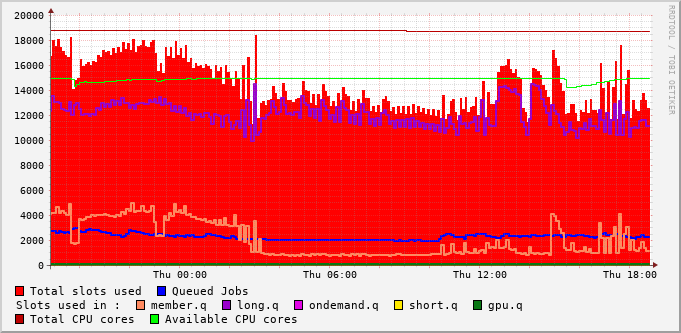 20000
18000
16000
14000
12000
10000
8000
6000
4000
2000
0
Thu 00:00 Thu 06:00 Thu 12:00 Thu 18:00
Total slots used Queued Jobs
Slots used in : member.q long.q ondemand.q short.q gpu.q
Total CPU cores Available CPU cores
RRDTOOL / TOBI OETIKER